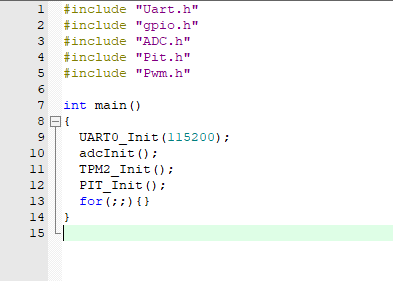 1 #include "Uart.h"
2 #include "gpio.h"
3 #include "ADC.h"
4 #include "Pit.h"
5 #include "Pwm.h"
6
7 int main()
8 {
9 UART0_Init(115200);
10 adcInit();
11 TPM2_Init();
12 PIT_Init();
13 for(;;){}
14 }
15